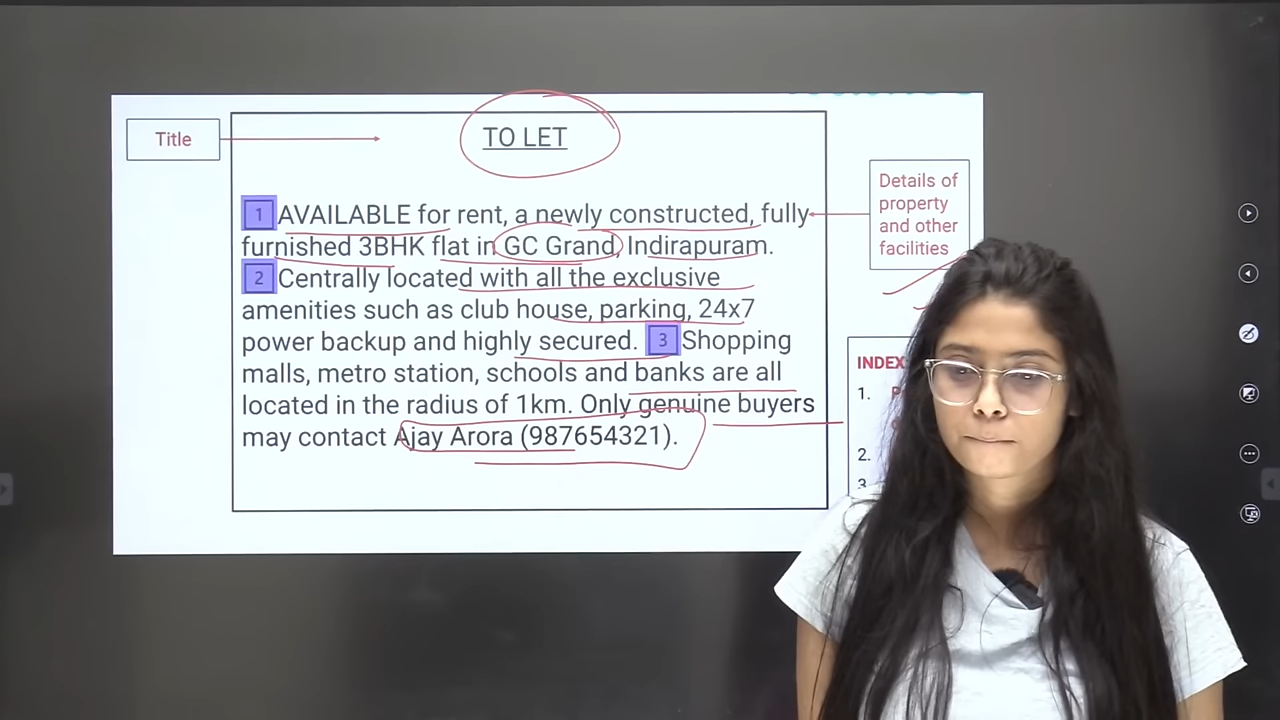 Title
TO LET
Details of
property
and other
facilities
1 AVAILABLE for rent, a newly constructed, fully
furnished 3BHK flat in GC Grand, Indirapuram.
2 Centrally located with all the exclusive
amenities such as club house, parking, 24x7
power backup and highly secured. 3 Shopping
malls, metro station, schools and banks are all
located in the radius of 1km. Only genuine buyers
may contact Ajay Arora (987654321).
INDEX
1.
2.
3